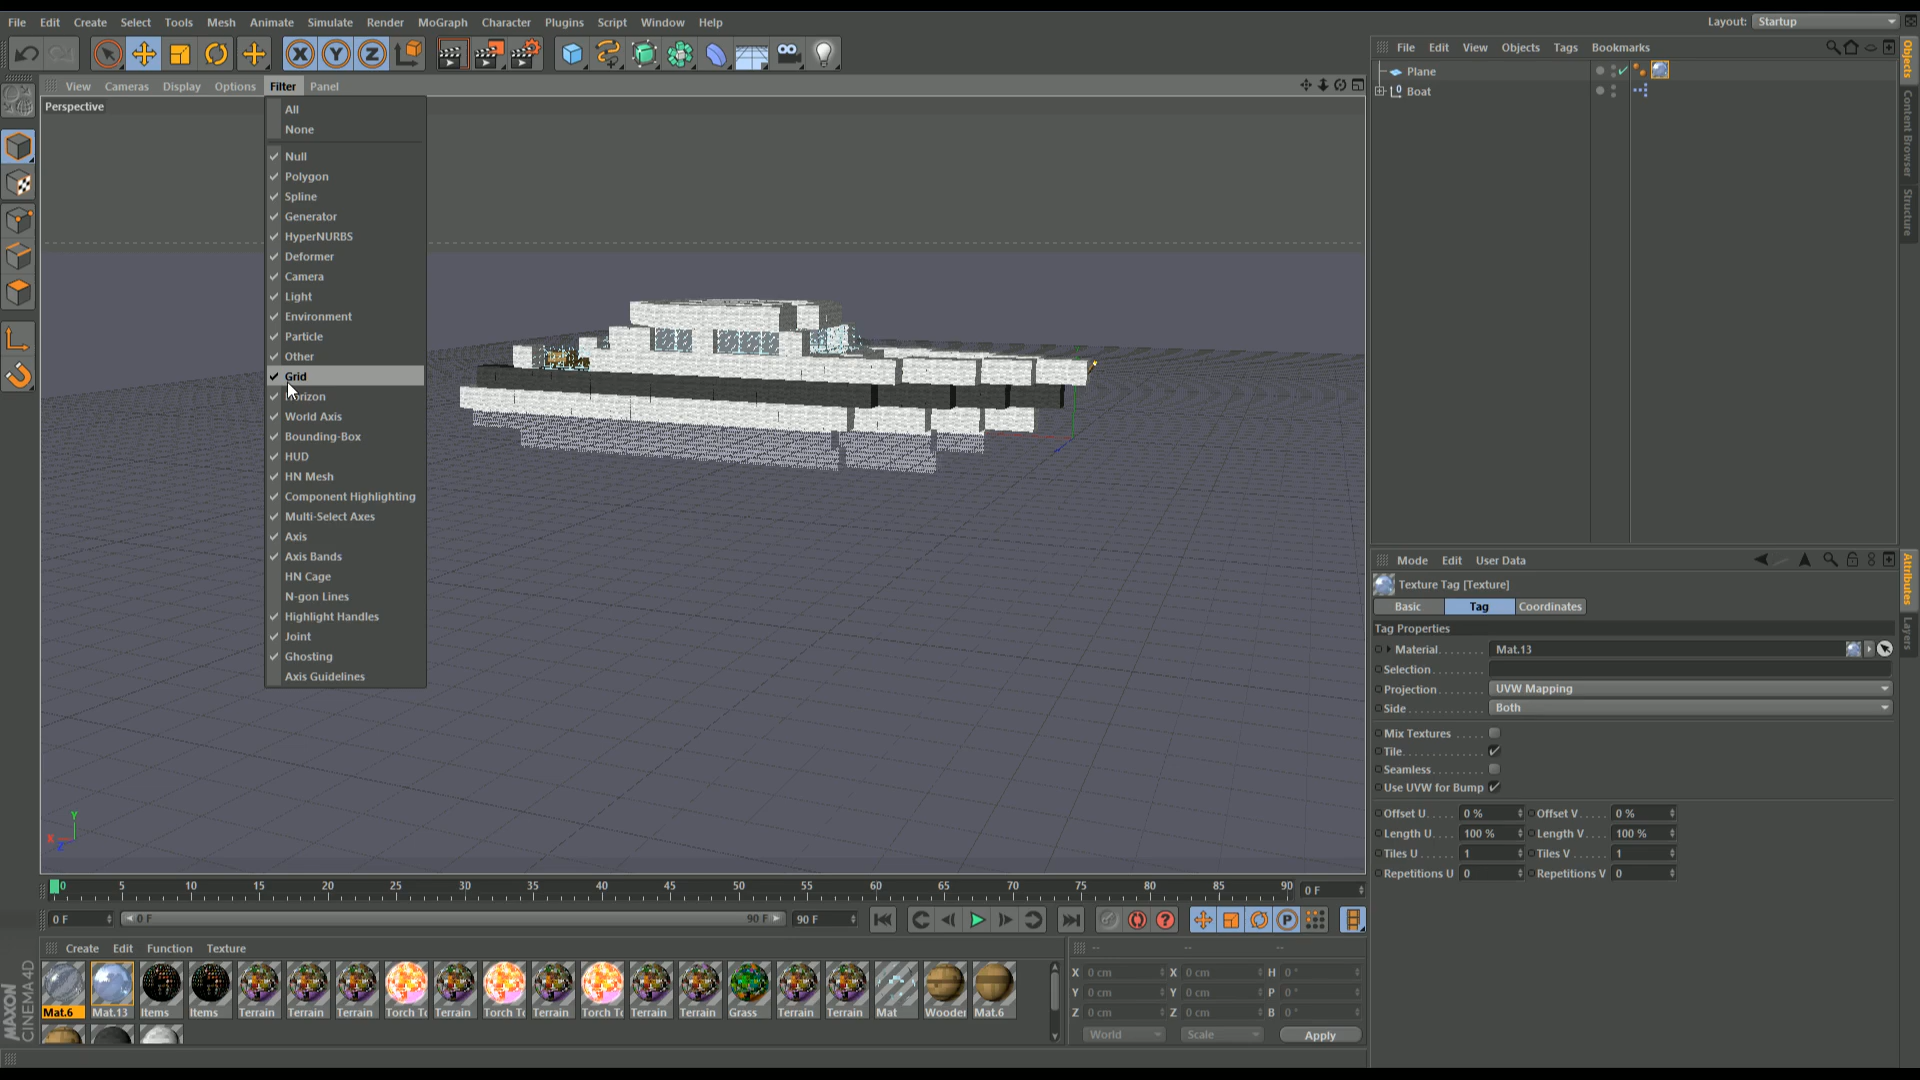 File Edit Create Select Tools Mesh Animate Simulate Render MoGraph Character Plugins Script Window Help
Layout: Startup
View Cameras Display Options Filter Panel
Perspective
All
None
Null
Polygon
Spline
Generator
HyperNURBS
Deformer
Camera
Light
Environment
Particle
Other
Grid
Horizon
World Axis
Bounding-Box
HUD
HN Mesh
Component Highlighting
Multi-Select Axes
Axis
Axis Bands
HN Cage
N-gon Lines
Highlight Handles
Joint
Ghosting
Axis Guidelines
X Y Z
Y
X
Z
File Edit View Objects Tags Bookmarks
Plane
Boat
Objects
Content Browser
Structure
Mode Edit User Data
Texture Tag [Texture]
Basic Tag Coordinates
Tag Properties
Material Mat.13
Selection
Projection UVW Mapping
Side Both
Mix Textures
Tile
Seamless
Use UVW for Bump
Offset U 0 % Offset V 0 %
Length U 100 % Length V 100 %
Tiles U 1 Tiles V 1
Repetitions U 0 Repetitions V 0
Attributes
Layers
0 5 10 15 20 25 30 35 40 45 50 55 60 65 70 75 80 85 90 0 F
0 F 0 F 90 F 90 F
Create Edit Function Texture
Mat.6 Mat.13 Items Items Terrain Terrain Terrain Torch To Terrain Torch To Terrain Torch To Terrain Terrain Grass Terrain Terrain Mat Wooder Mat.6
-- -- --
X 0 cm X 0 cm H 0 °
Y 0 cm Y 0 cm P 0 °
Z 0 cm Z 0 cm B 0 °
World Scale Apply
MAXON
CINEMA 4D